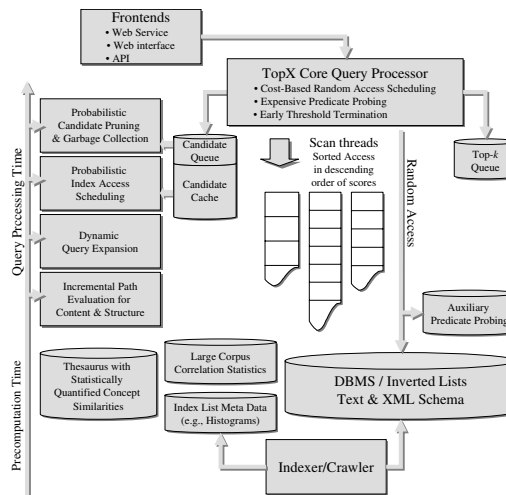 Frontends
• Web Service
• Web interface
• API
TopX Core Query Processor
•Cost-Based Random Access Scheduling
•Expensive Predicate Probing
•Early Threshold Termination
Probabilistic
Candidate Pruning
& Garbage Collection
Candidate
Queue
Candidate
Cache
Scan threads
Sorted Access
in descending
order of scores
Random Access
Top-k
Queue
Probabilistic
Index Access
Scheduling
Dynamic
Query Expansion
Incremental Path
Evaluation for
Content & Structure
Query Prccessing Time
Auxiliary
Predicate Probing
Precomputation Time
Thesaurus with
Statistically
Quantified Concept
Similarities
Large Corpus
Correlation Statistics
Index List Meta Data
(e.g., Histograms)
DBMS / Inverted Lists
Text & XML Schema
Indexer/Crawler